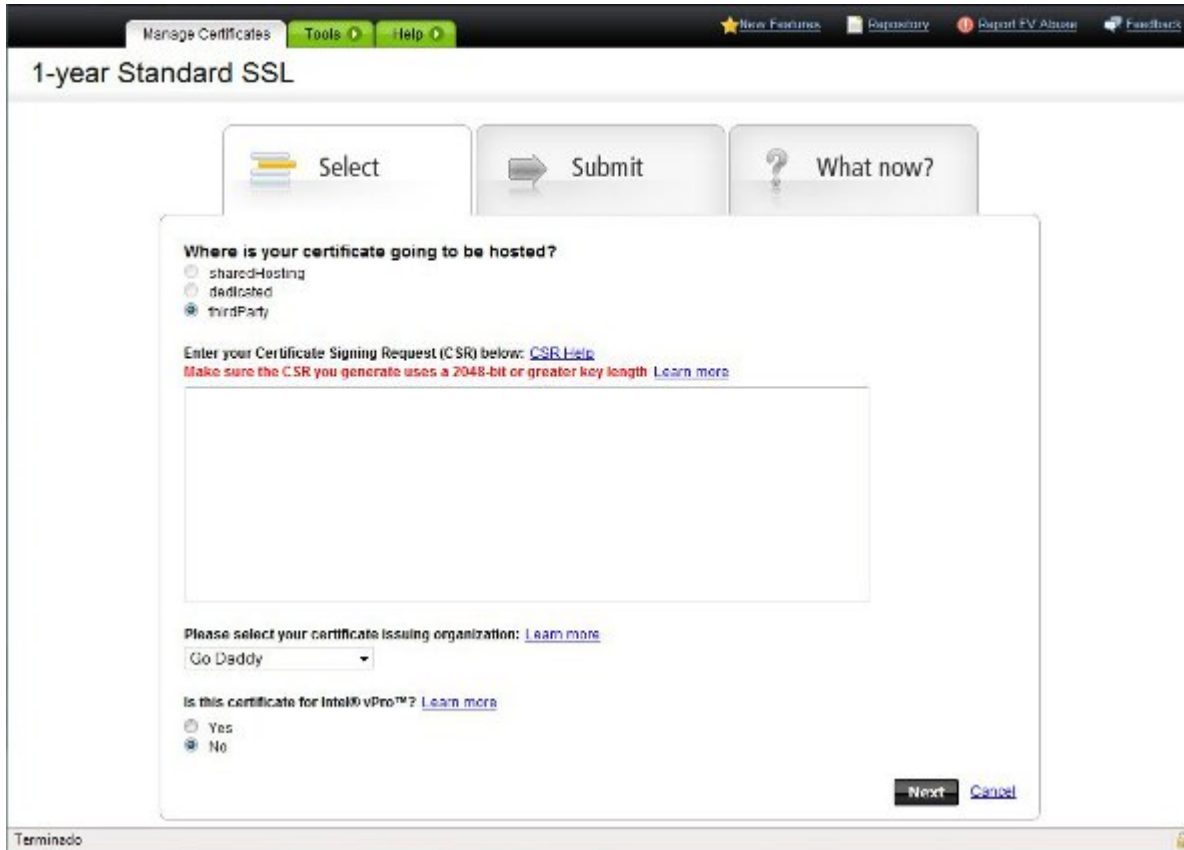 Manage Certificates
Tools
Help
New Features
Repository
Report EV Abuse
Feedback
1-year Standard SSL
Select
Submit
What now?
Where is your certificate going to be hosted?
sharedHosting
dedicated
thirdParty
Enter your Certificate Signing Request (CSR) below: CSR Help
Make sure the CSR you generate uses a 2048-bit or greater key length Learn more
Please select your certificate issuing organization: Learn more
Go Daddy
Is this certificate for Intel® vPro™? Learn more
Yes
No
Next Cancel
Terminado